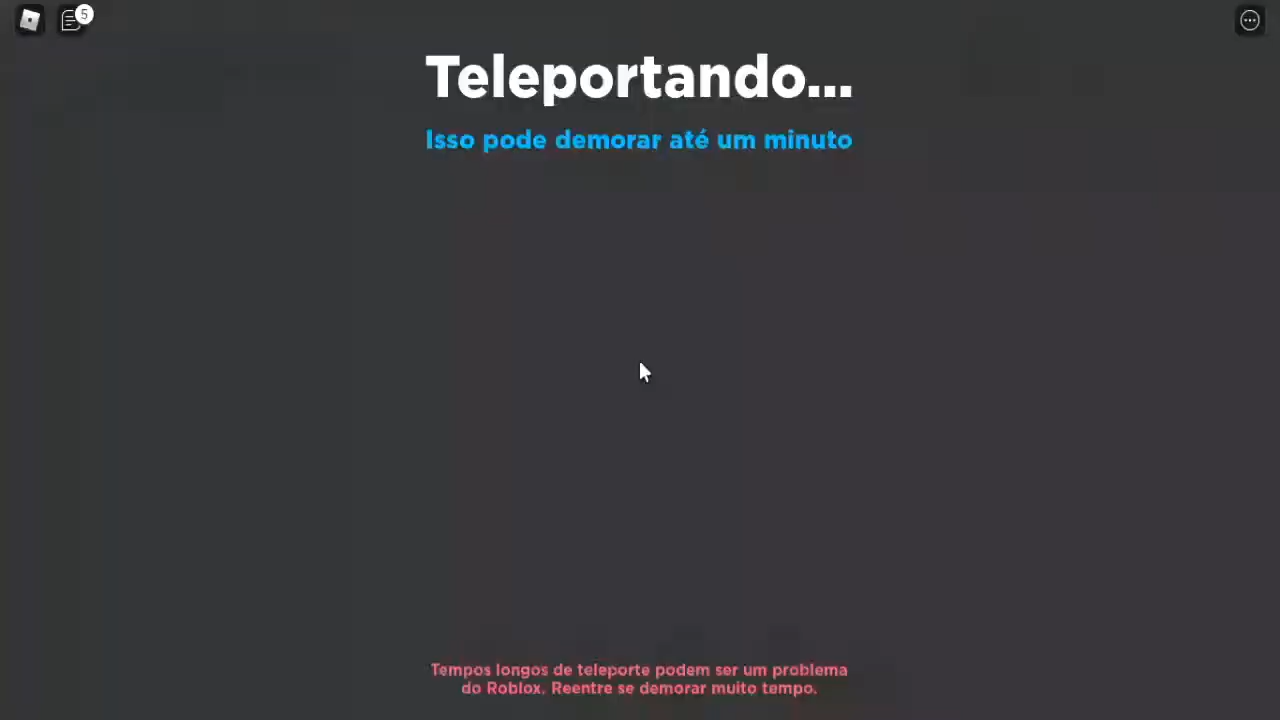 5
Teleportando...
Isso pode demorar até um minuto
Tempos longos de teleporte podem ser um problema
do Roblox. Reentre se demorar muito tempo.